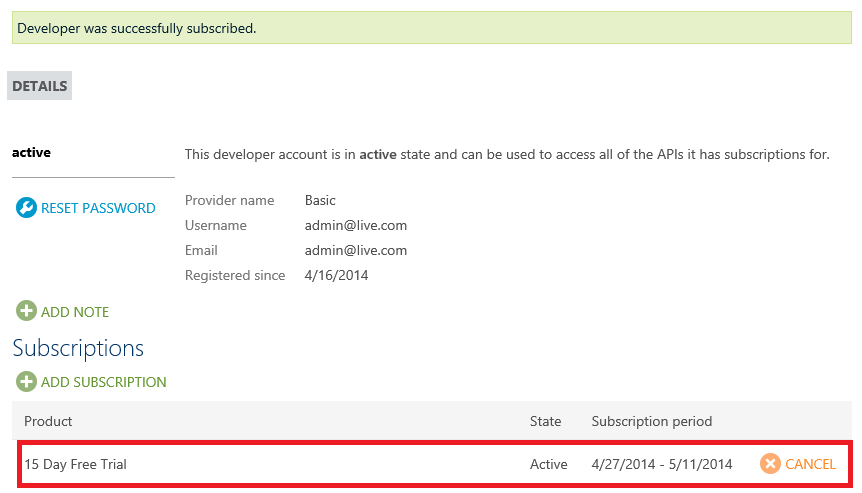 Developer was successfully subscribed.
DETAILS
active
This developer account is in active state and can be used to access all of the APIs it has subscriptions for.
RESET PASSWORD
Provider name Basic
Username admin@live.com
Email admin@live.com
Registered since 4/16/2014
ADD NOTE
Subscriptions
ADD SUBSCRIPTION
Product State Subscription period
15 Day Free Trial Active 4/27/2014 - 5/11/2014 CANCEL